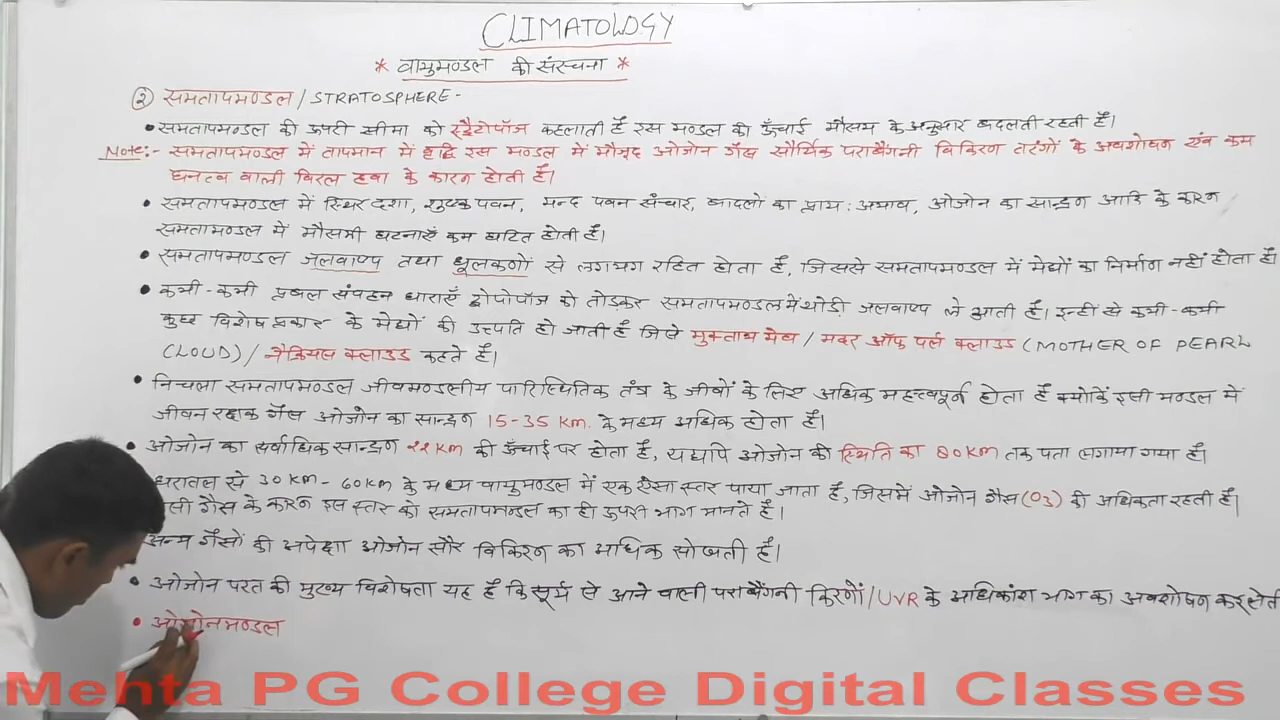 CLIMATOLOGY
* वायुमण्डल की संरचना *
② समतापमण्डल / STRATOSPHERE -
• समतापमण्डल की ऊपरी सीमा को स्ट्रैटोपॉज कहलाती है इस मण्डल की ऊँचाई मौसम के अनुसार बदलती रहती है।
Note:- समतापमण्डल में तापमान में वृद्धि इस मण्डल में मौजूद ओजोन गैस सौर्यिक पराबैंगनी विकिरण तरंगों के अवशोषण एंव कम
घनत्व वाली विरल हवा के कारन होती है।
• समतापमण्डल में स्थिर दशा, शुष्क पवन, मन्द पवन संचार, बादलों का प्राय: अभाव, ओजोन का सान्द्रण आदि के कारन
समतामण्डल में मौसमी घटनाएँ कम घटित होती है।
• समतापमण्डल जलवाष्प तथा धूलकणों से लगभग रहित होता है, जिससे समतापमण्डल में मेघों का निर्माण नहीं होता है
• कभी-कभी प्रबल संवहन धाराएँ ट्रोपोपॉज को तोड़कर समतापमण्डल में थोडी जलवाष्प ले आती है। इन्हीं से कभी-कभी
कुछ विशेष प्रकार के मेघों की उत्पति हो जाती है जिसे मुक्ताभ मेघ / मदर ऑफ पर्ल क्लाउड (MOTHER OF PEARL
CLOUD) / नैक्रियस क्लाउड कहते है।
• निचला समतापमण्डल जीवमण्डलीय पारिस्थितिक तंत्र के जीवों के लिए अधिक महत्त्वपूर्ण होता है क्योंकि इसी मण्डल में
जीवन रक्षक गैस ओजोन का सान्द्रण 15-35 Km. के मध्य अधिक होता है।
• ओजोन का सर्वाधिक सान्द्रण 22 Km की ऊँचाई पर होता है, यद्यपि ओजोन की स्थिति का 80 Km तक पता लगाया गया है।
धरातल से 30 Km - 60 Km के मध्य वायुमण्डल में एक ऐसा स्तर पाया जाता है, जिसमें ओजोन गैस (O3) की अधिकता रहती है।
गैस के कारन इस स्तर को समतापमण्डल का ही ऊपरी भाग मानते है।
अन्य गैसों की अपेक्षा ओजोन सौर विकिरन का अधिक सोखती है।
• ओजोन परत की मुख्य विशेषता यह है कि सूर्य से आने वाली पराबैंगनी किरणों / UVR के अधिकांश भाग का अवशोषण कर लेती
• ओजोनमण्डल
Mehta PG College Digital Classes